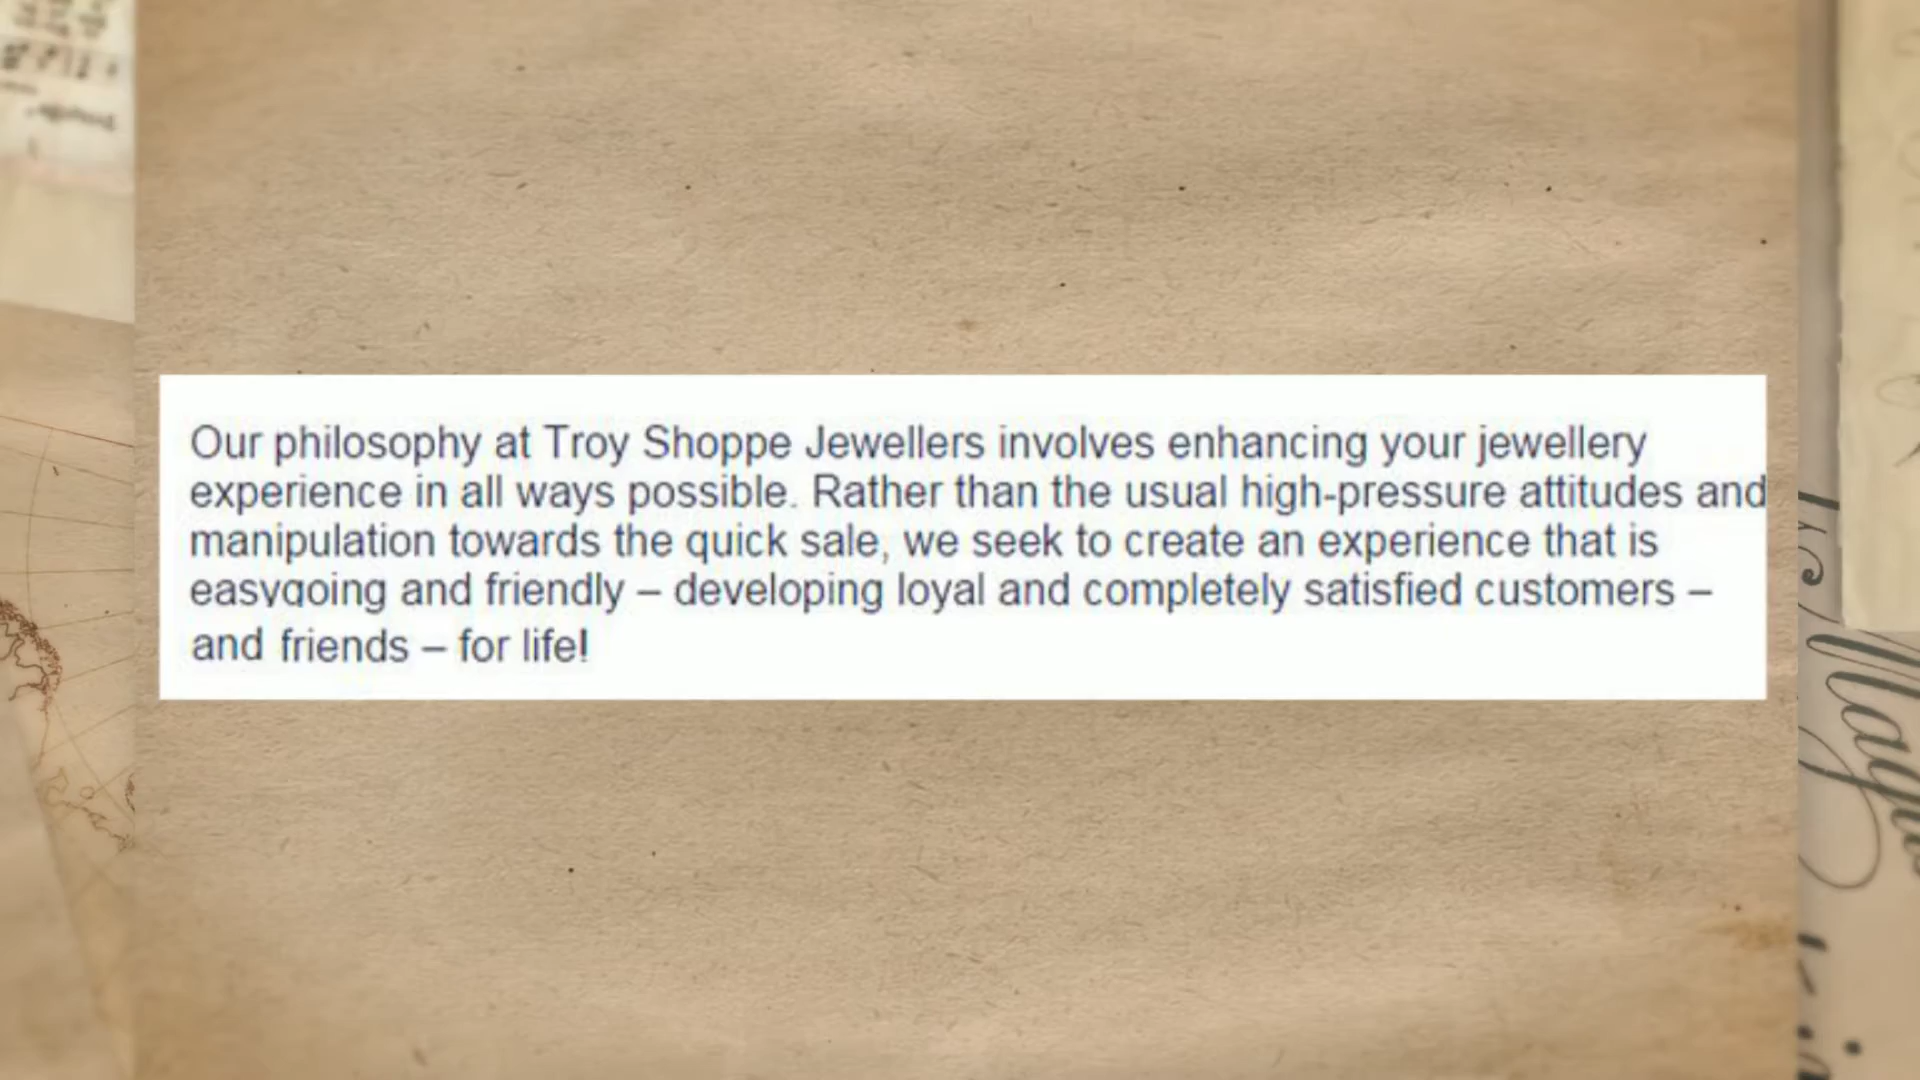 Our philosophy at Troy Shoppe Jewellers involves enhancing your jewellery
experience in all ways possible. Rather than the usual high-pressure attitudes and
manipulation towards the quick sale, we seek to create an experience that is
easygoing and friendly – developing loyal and completely satisfied customers –
and friends – for life!